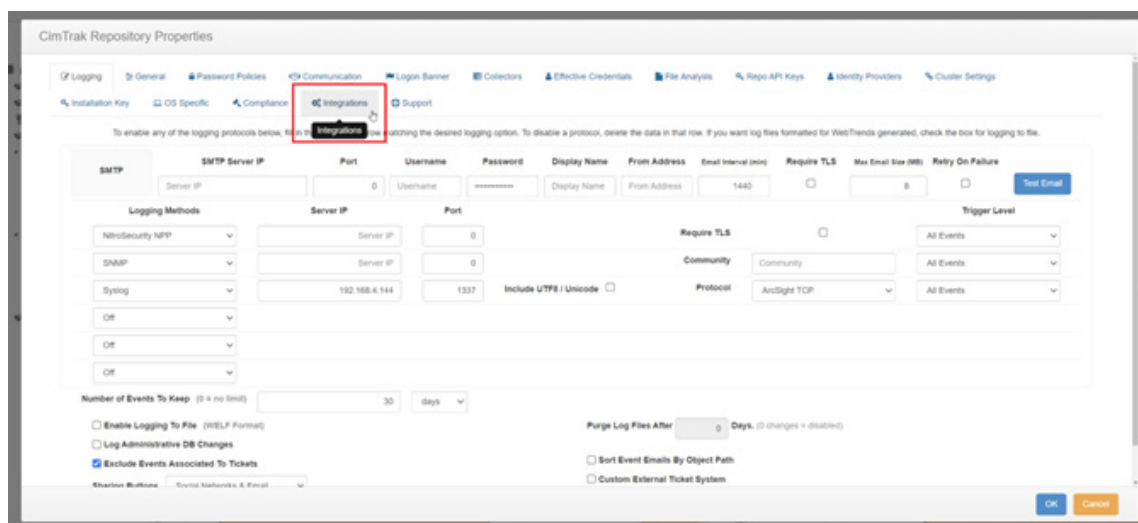 CimTrak Repository Properties
Logging General Password Policies Communication Logon Banner Collectors Effective Credentials File Analysis Repo API Keys Identity Providers Cluster Settings
Installation Key OS Specific Compliance Integrations Support
To enable any of the logging protocols below, fill in the row matching the desired logging option. To disable a protocol, delete the data in that row. If you want log files formatted for WebTrends generated, check the box for logging to file.
Integrations
SMTP SMTP Server IP Port Username Password Display Name From Address Email Interval (min) Require TLS Max Email Size (MB) Retry On Failure
Server IP 0 Username Display Name From Address 1440 8 Test Email
Logging Methods Server IP Port Trigger Level
NitroSecurity NPP Server IP 0 Require TLS All Events
SNMP Server IP 0 Community Community All Events
Syslog 192.168.4.144 1337 Include UTF8 / Unicode Protocol ArcSight TCP All Events
Off
Off
Off
Number of Events To Keep (0 = no limit) 30 days
Enable Logging To File (WELF Format) Purge Log Files After 0 Days. (0 changes = disabled)
Log Administrative DB Changes
Exclude Events Associated To Tickets Sort Event Emails By Object Path
Sharing Buttons Social Networks & Email Custom External Ticket System
OK Cancel